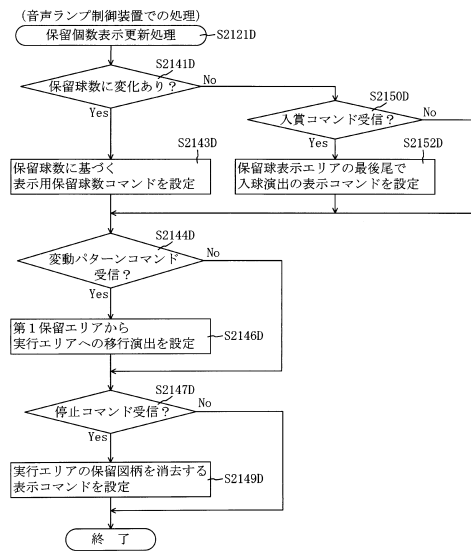 (音声ランプ制御装置での処理)
保留個数表示更新処理
S2121D
S2141D
保留球数に変化あり?
No
Yes
S2150D
入賞コマンド受信?
No
Yes
S2143D
保留球数に基づく
表示用保留球数コマンドを設定
S2152D
保留球表示エリアの最後尾で
入球演出の表示コマンドを設定
S2144D
変動パターンコマンド
受信?
No
Yes
第1保留エリアから
実行エリアへの移行演出を設定
S2146D
S2147D
停止コマンド受信?
No
Yes
実行エリアの保留図柄を消去する
表示コマンドを設定
S2149D
終 了